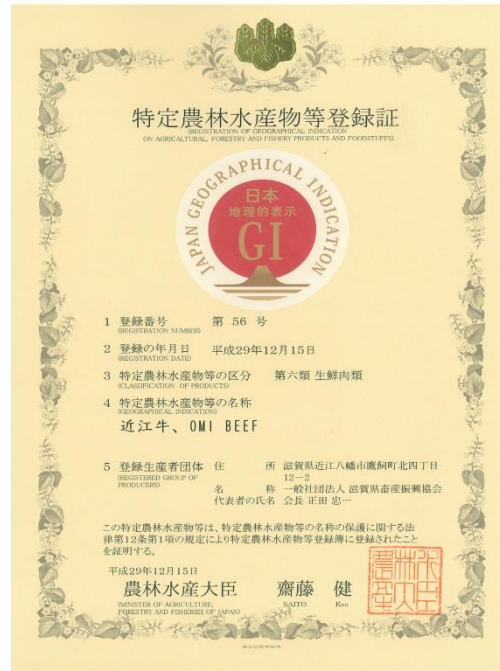 特定農林水産物等登録証
(REGISTRATION OF GEOGRAPHICAL INDICATION
ON AGRICALTURAL, FORESTRY AND FISHERY PRODUCTS AND FOODSTUFFS)
JAPAN GEOGRAPHICAL INDICATION
日本
地理的表示
GI
1 登録番号 第 56 号
(REGISTRATION NUMBER)
2 登録の年月日 平成29年12月15日
(REGISTRATION DATE)
3 特定農林水産物等の区分 第六類 生鮮肉類
(CLASSIFICATION OF PRODUCTS)
4 特定農林水産物等の名称
(GEOGRAPHICAL INDICATION)
近江牛、OMI BEEF
5 登録生産者団体 住 所 滋賀県近江八幡市鷹飼町北四丁目
(REGISTERED GROUP OF
PRODUCERS)
12-2
名 称 一般社団法人 滋賀県畜産振興協会
代表者の氏名 会長 正田 忠一
この特定農林水産物等は、特定農林水産物等の名称の保護に関する法
律第12条第1項の規定により特定農林水産物等登録簿に登録されたこと
を証明する。
平成29年12月15日
農林水産大臣 齋藤 健
(MINISTER OF AGRICULTURE, SAITO Ken
FORESTRY AND FISHERIES OF JAPAN)